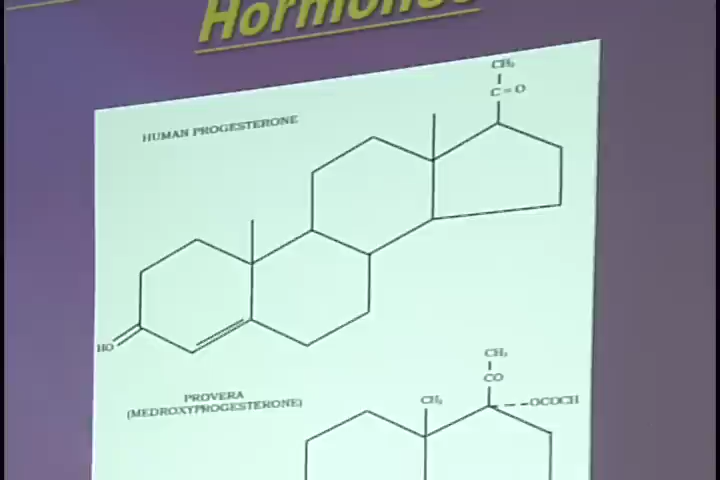 Hormones
CH₃
C=O
HUMAN PROGESTERONE
HO
PROVERA
(MEDROXYPROGESTERONE)
CH₃
CO
CH₃
OCOCH